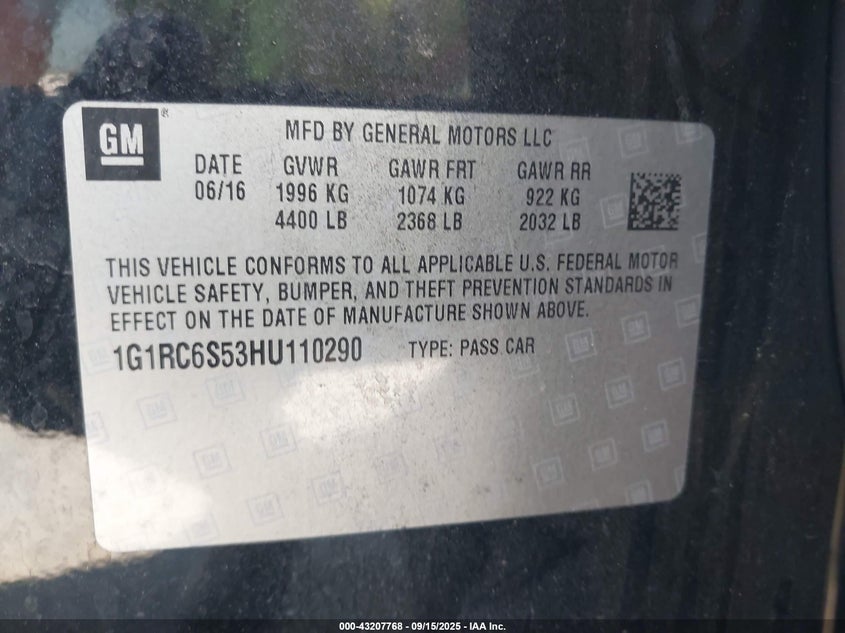 GM
MFD BY GENERAL MOTORS LLC
DATE GVWR GAWR FRT GAWR RR
06/16 1996 KG 1074 KG 922 KG
4400 LB 2368 LB 2032 LB
THIS VEHICLE CONFORMS TO ALL APPLICABLE U.S. FEDERAL MOTOR
VEHICLE SAFETY, BUMPER, AND THEFT PREVENTION STANDARDS IN
EFFECT ON THE DATE OF MANUFACTURE SHOWN ABOVE.
1G1RC6S53HU110290 TYPE: PASS CAR
000-43207768 - 09/15/2025 - IAA Inc.